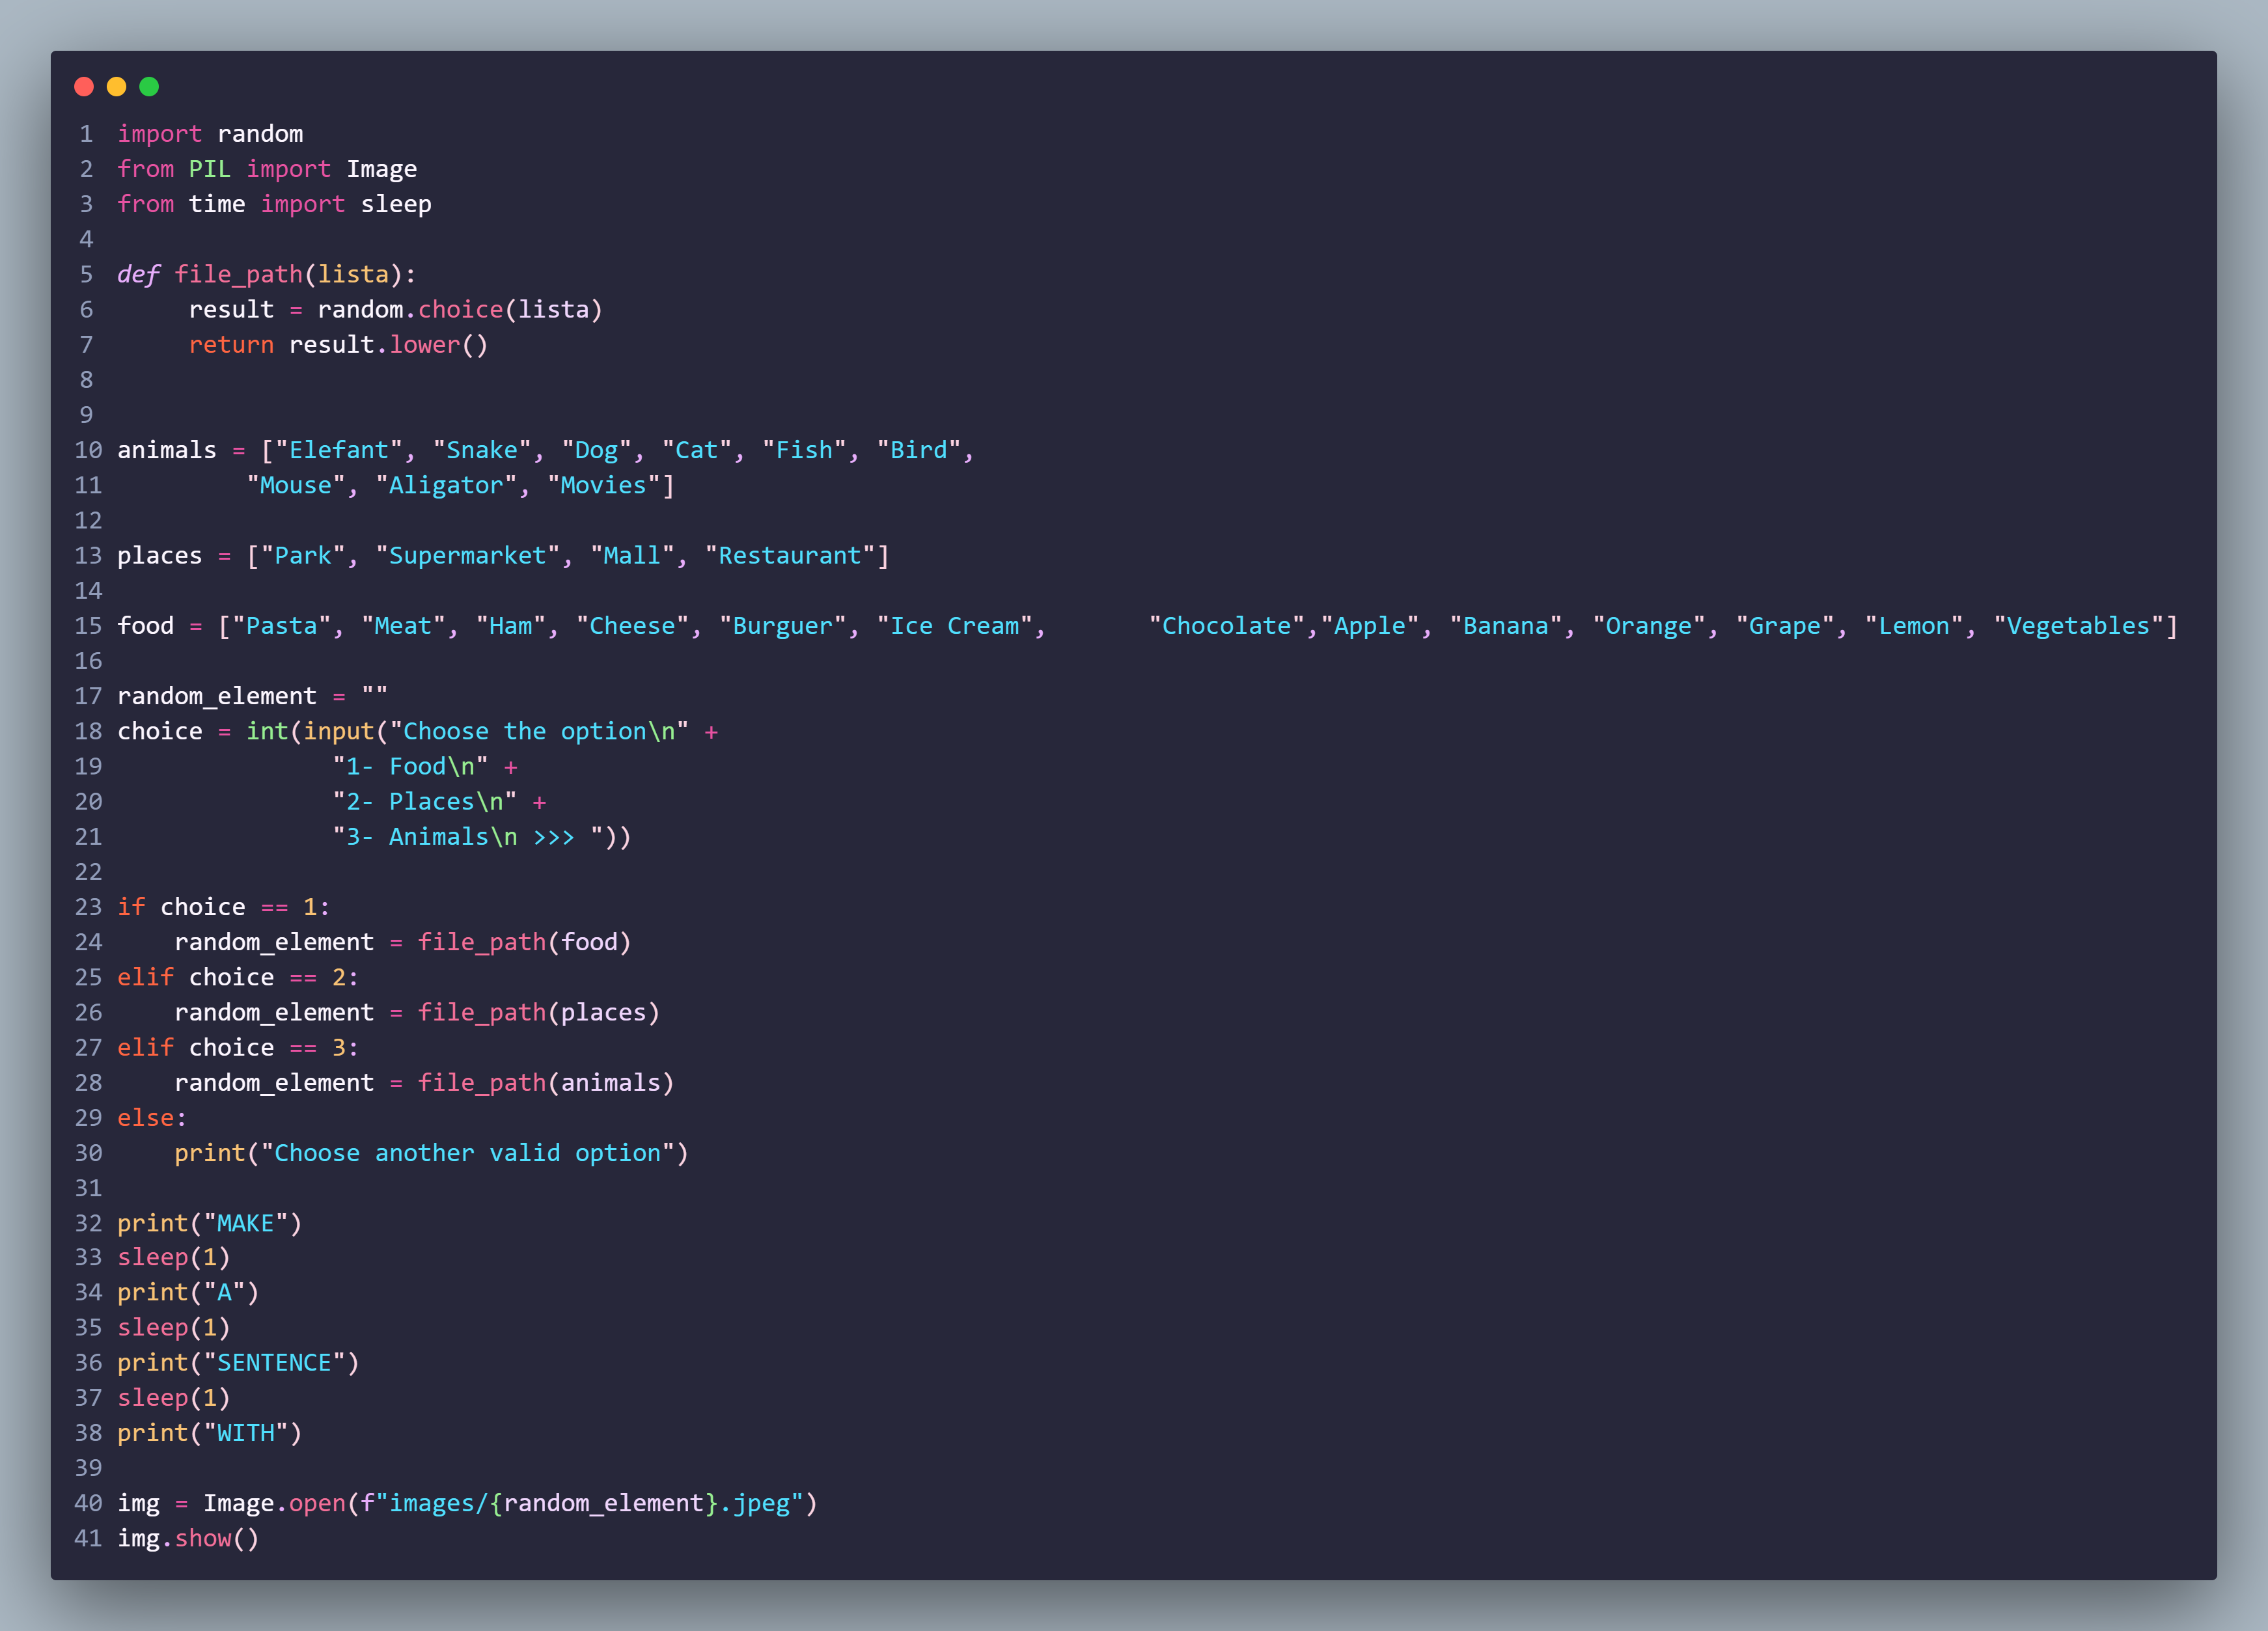 1 import random
2 from PIL import Image
3 from time import sleep
4
5 def file_path(lista):
6      result = random.choice(lista)
7      return result.lower()
8
9
10 animals = ["Elefant", "Snake", "Dog", "Cat", "Fish", "Bird",
11          "Mouse", "Aligator", "Movies"]
12
13 places = ["Park", "Supermarket", "Mall", "Restaurant"]
14
15 food = ["Pasta", "Meat", "Ham", "Cheese", "Burguer", "Ice Cream",       "Chocolate","Apple", "Banana", "Orange", "Grape", "Lemon", "Vegetables"]
16
17 random_element = ""
18 choice = int(input("Choose the option\n" +
19                "1- Food\n" +
20                "2- Places\n" +
21                "3- Animals\n >>> "))
22
23 if choice == 1:
24     random_element = file_path(food)
25 elif choice == 2:
26     random_element = file_path(places)
27 elif choice == 3:
28     random_element = file_path(animals)
29 else:
30     print("Choose another valid option")
31
32 print("MAKE")
33 sleep(1)
34 print("A")
35 sleep(1)
36 print("SENTENCE")
37 sleep(1)
38 print("WITH")
39
40 img = Image.open(f"images/{random_element}.jpeg")
41 img.show()